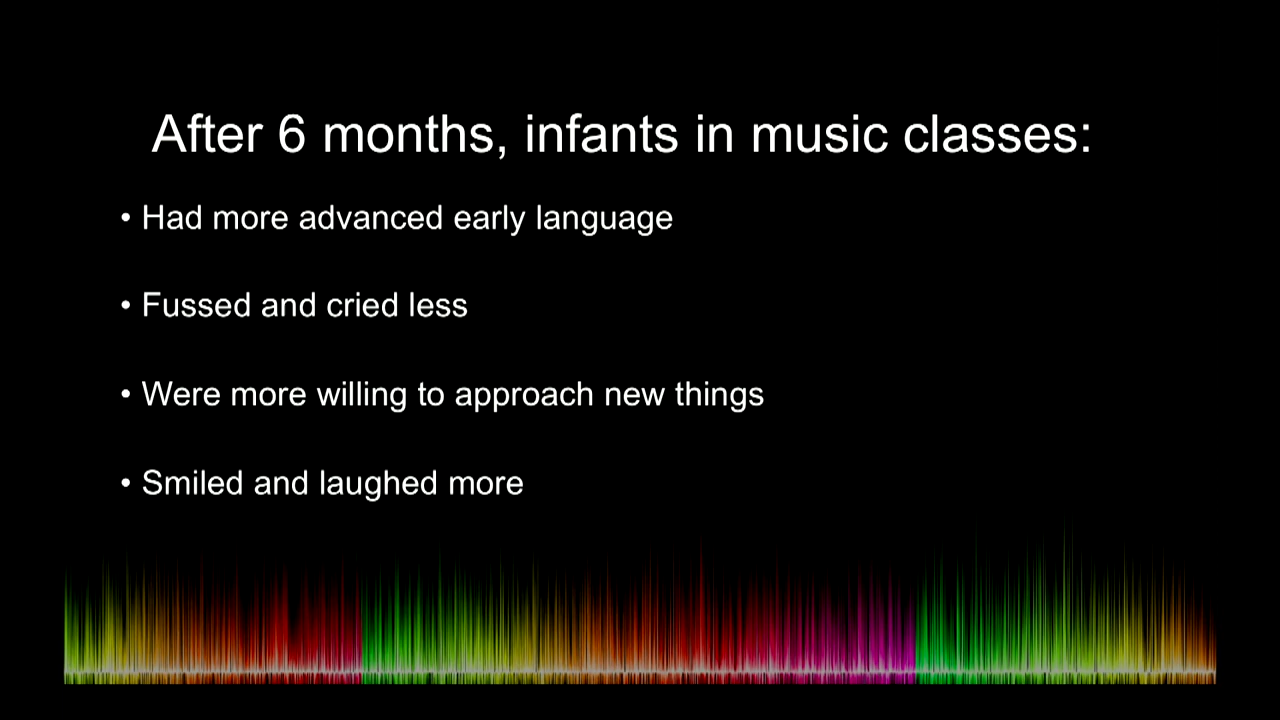 After 6 months, infants in music classes:
• Had more advanced early language
• Fussed and cried less
• Were more willing to approach new things
• Smiled and laughed more